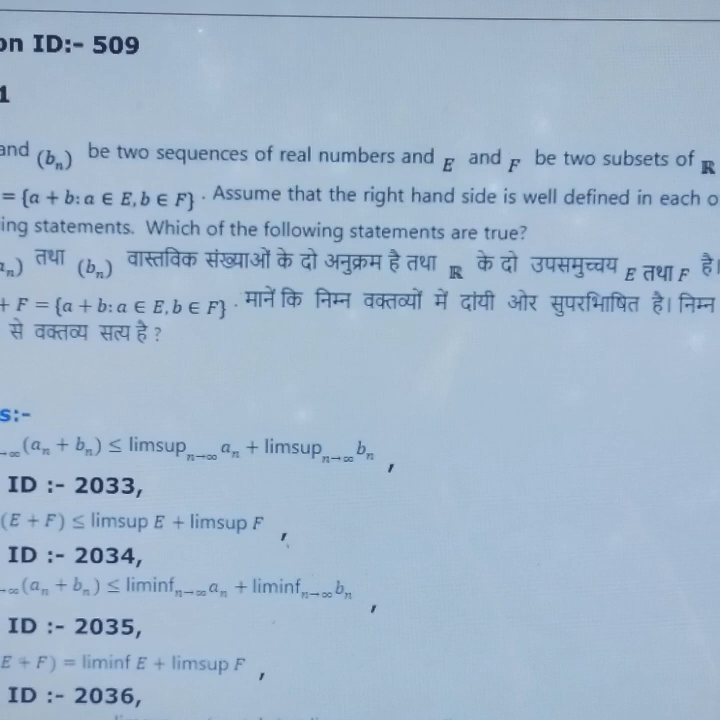 on ID:- 509
1
and (bₙ) be two sequences of real numbers and E and F be two subsets of ℝ
= {a + b: a ∈ E, b ∈ F} . Assume that the right hand side is well defined in each o
ing statements. Which of the following statements are true?
ₙ) तथा (bₙ) वास्तविक संख्याओं के दो अनुक्रम है तथा ℝ के दो उपसमुच्चय E तथा F है।
+ F = {a + b: a ∈ E, b ∈ F} . मानें कि निम्न वक्तव्यों में दांयी ओर सुपरभिाषित है। निम्न
से वक्तव्य सत्य है ?
s:-
→∞(aₙ + bₙ) ≤ limsupₙ→∞ aₙ + limsupₙ→∞ bₙ ,
ID :- 2033,
(E + F) ≤ limsup E + limsup F ,
ID :- 2034,
→∞(aₙ + bₙ) ≤ liminfₙ→∞ aₙ + liminfₙ→∞ bₙ ,
ID :- 2035,
E + F) = liminf E + limsup F ,
ID :- 2036,